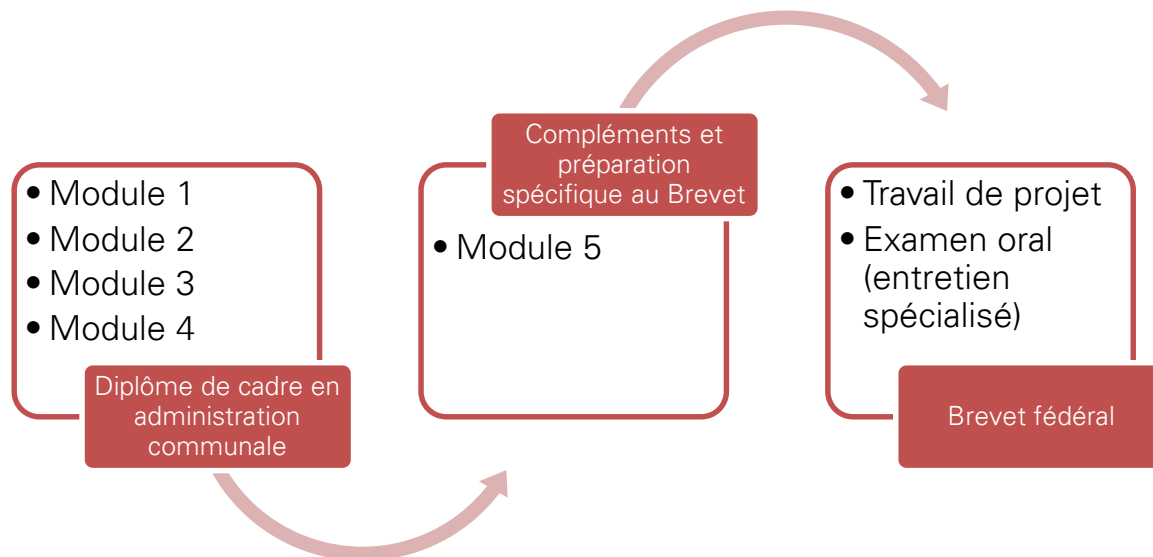 • Module 1
• Module 2
• Module 3
• Module 4
Diplôme de cadre en
administration
communale
Compléments et
préparation
spécifique au Brevet
• Module 5
• Travail de projet
• Examen oral
(entretien
spécialisé)
Brevet fédéral